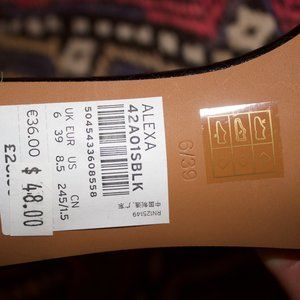 ALEXA
42A01SBLK
5045433608558
UK EUR US CN
6 39 8.5 245/1.5
€36.00
$48.00
RN125149
6/39